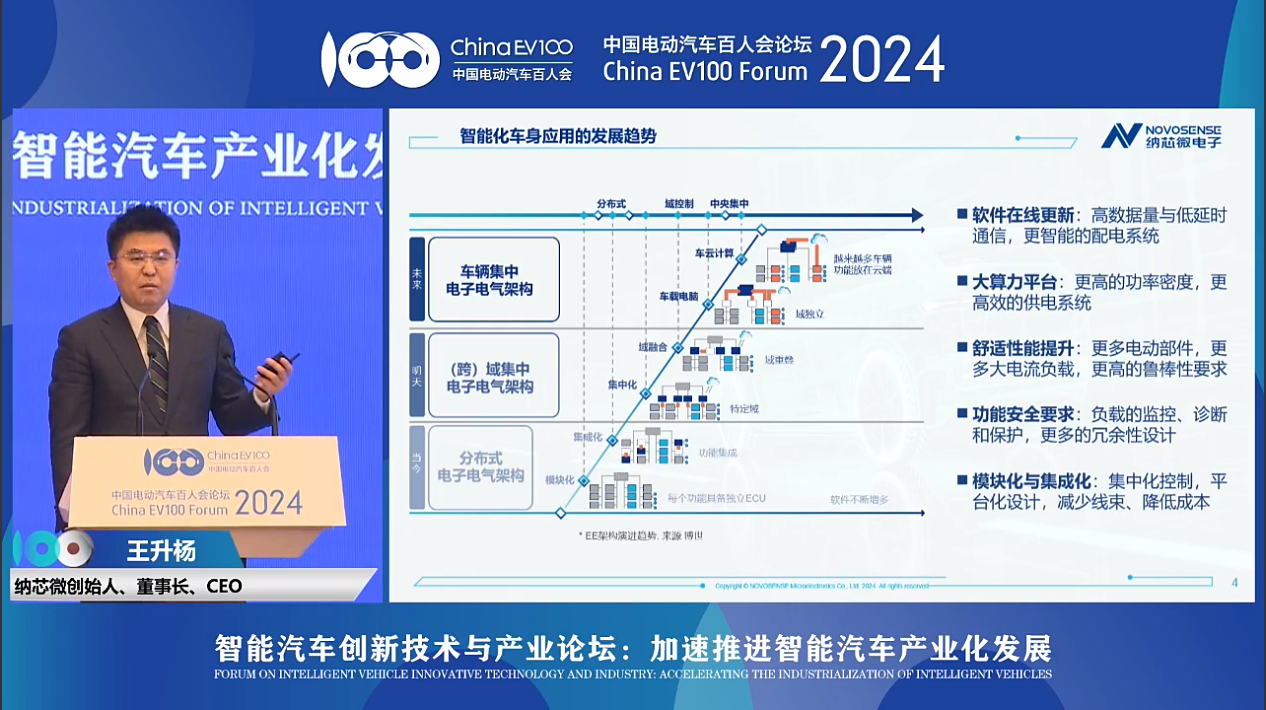 China EV100
中国电动汽车百人会
中国电动汽车百人会论坛
China EV100 Forum
2024
智能汽车产业化发
NDUSTRIALIZATION OF INTELLIGENT V
China EV100
中国电动汽车百人会
中国电动汽车百人会论坛
China EV100 Forum
2024
王升杨
纳芯微创始人、董事长、CEO
智能化车身应用的发展趋势
NOVOSENSE
纳芯微电子
分布式
域控制
中央集中
未来
车辆集中
电子电气架构
车云计算
越来越多车辆
功能放在云端
车载电脑
域独立
明天
(跨)域集中
电子电气架构
域融合
域重叠
集中化
特定域
当今
分布式
电子电气架构
集成化
功能集成
模块化
每个功能具备独立ECU
软件不断增多
* EE架构演进趋势, 来源 博世
软件在线更新：高数据量与低延时
通信，更智能的配电系统
大算力平台：更高的功率密度，更
高效的供电系统
舒适性能提升：更多电动部件，更
多大电流负载，更高的鲁棒性要求
功能安全要求：负载的监控、诊断
和保护，更多的冗余性设计
模块化与集成化：集中化控制，平
台化设计，减少线束、降低成本
Copyright © NOVOSENSE Microelectronics Co., Ltd. 2024. All rights reserved
4
智能汽车创新技术与产业论坛：加速推进智能汽车产业化发展
FORUM ON INTELLIGENT VEHICLE INNOVATIVE TECHNOLOGY AND INDUSTRY: ACCELERATING THE INDUSTRIALIZATION OF INTELLIGENT VEHICLES